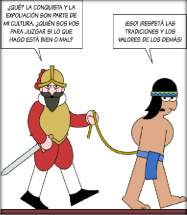 ¿QUÉ? LA CONQUISTA Y LA
EXPOLIACIÓN SON PARTE DE
MI CULTURA. ¿QUIÉN SOS VOS
PARA JUZGAR SI LO QUE
HAGO ESTÁ BIEN O MAL?
¡ESO! ¡RESPETÁ LAS
TRADICIONES Y LOS
VALORES DE LOS DEMÁS!